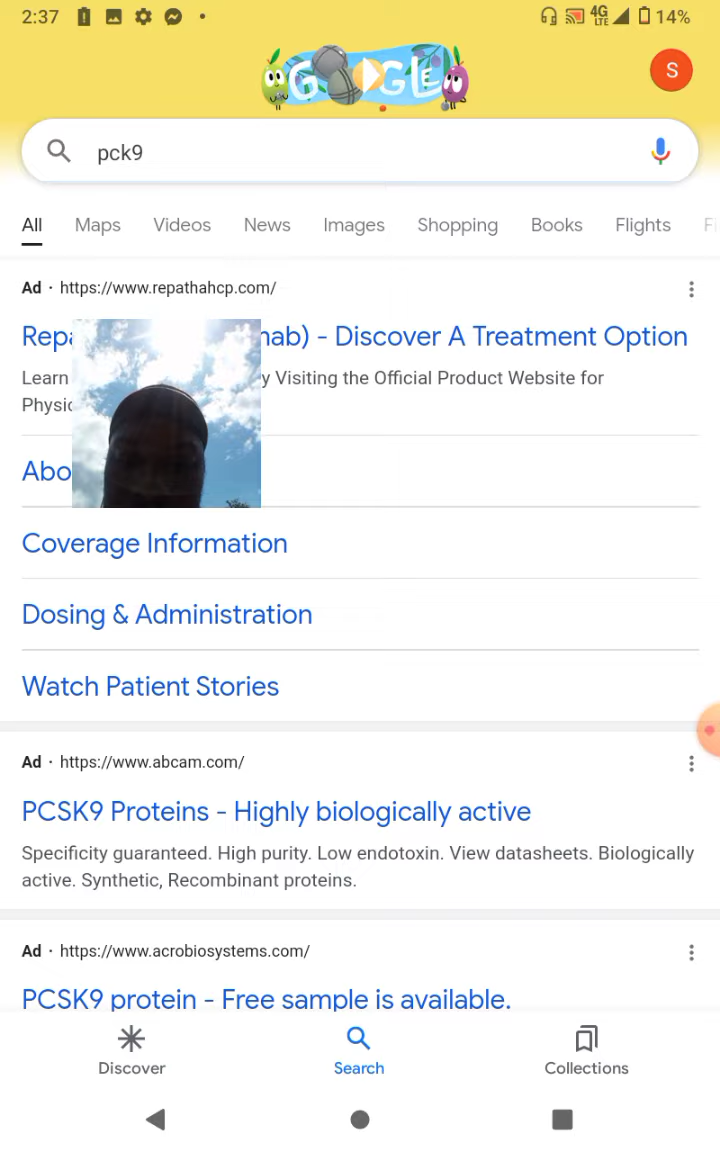 2:37 4G LTE 14%
GOGLE S
pck9
All Maps Videos News Images Shopping Books Flights
Ad · https://www.repathahcp.com/
nab) - Discover A Treatment Option
Learn y Visiting the Official Product Website for
Coverage Information
Dosing & Administration
Watch Patient Stories
Ad · https://www.abcam.com/
PCSK9 Proteins - Highly biologically active
Specificity guaranteed. High purity. Low endotoxin. View datasheets. Biologically
active. Synthetic, Recombinant proteins.
Ad · https://www.acrobiosystems.com/
PCSK9 protein - Free sample is available.
Discover Search Collections